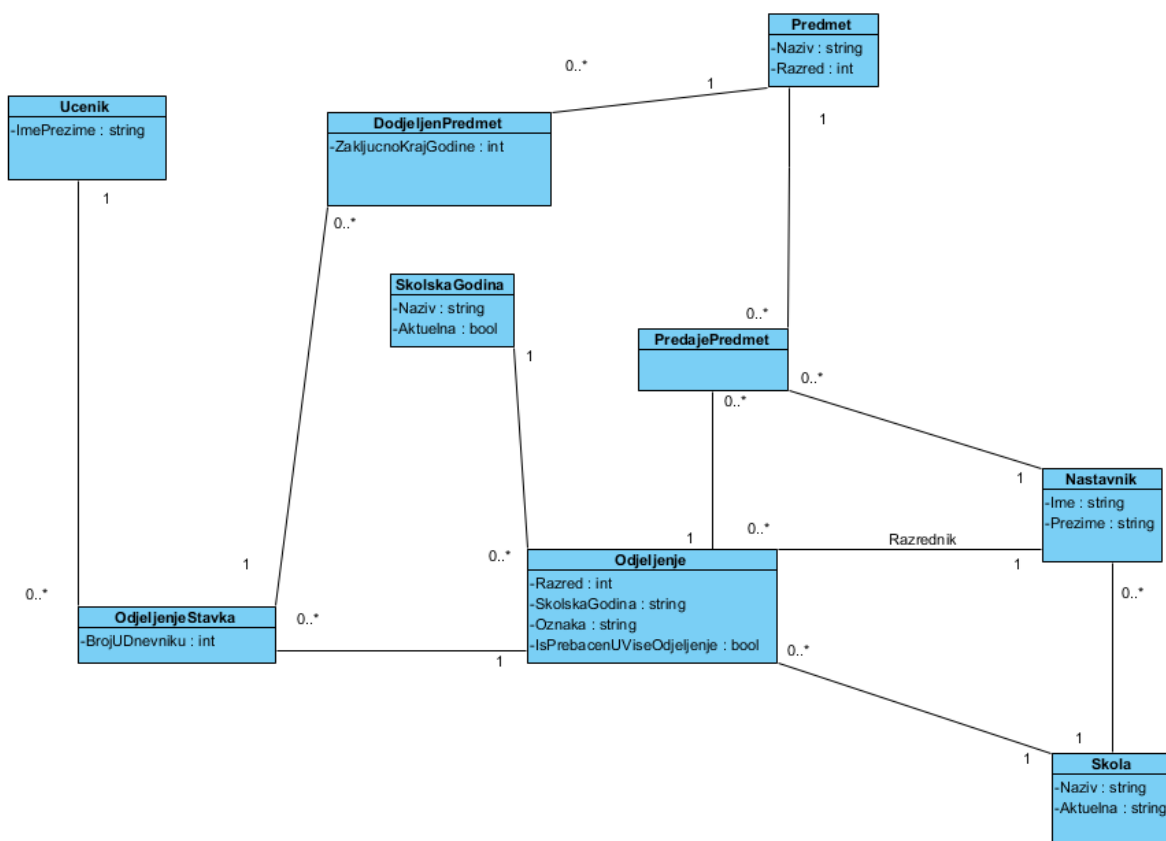 Predmet
-Naziv : string
-Razred : int
0..*
1
1
Ucenik
-ImePrezime : string
1
DodjeljenPredmet
-ZakljucnoKrajGodine : int
0..*
SkolskaGodina
-Naziv : string
-Aktuelna : bool
1
0..*
PredajePredmet
0..*
0..*
Nastavnik
-Ime : string
-Prezime : string
1
0..*
Razrednik
1
1
0..*
Odjeljenje
-Razred : int
-SkolskaGodina : string
-Oznaka : string
-IsPrebacenUViseOdjeljenje : bool
0..*
1
0..*
OdjeljenjeStavka
-BrojUDnevniku : int
0..*
1
0..*
1
1
Skola
-Naziv : string
-Aktuelna : string